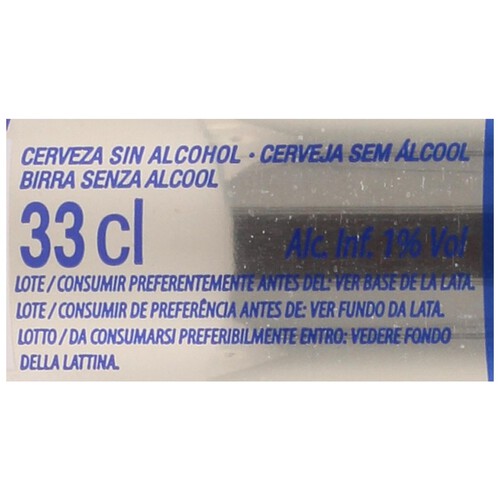 CERVEZA SIN ALCOHOL · CERVEJA SEM ÁLCOOL
BIRRA SENZA ALCOOL
33 cl Alc. Inf. 1% Vol
LOTE / CONSUMIR PREFERENTEMENTE ANTES DEL: VER BASE DE LA LATA.
LOTE / CONSUMIR DE PREFERÊNCIA ANTES DE: VER FUNDO DA LATA.
LOTTO / DA CONSUMARSI PREFERIBILMENTE ENTRO: VEDERE FONDO
DELLA LATTINA.